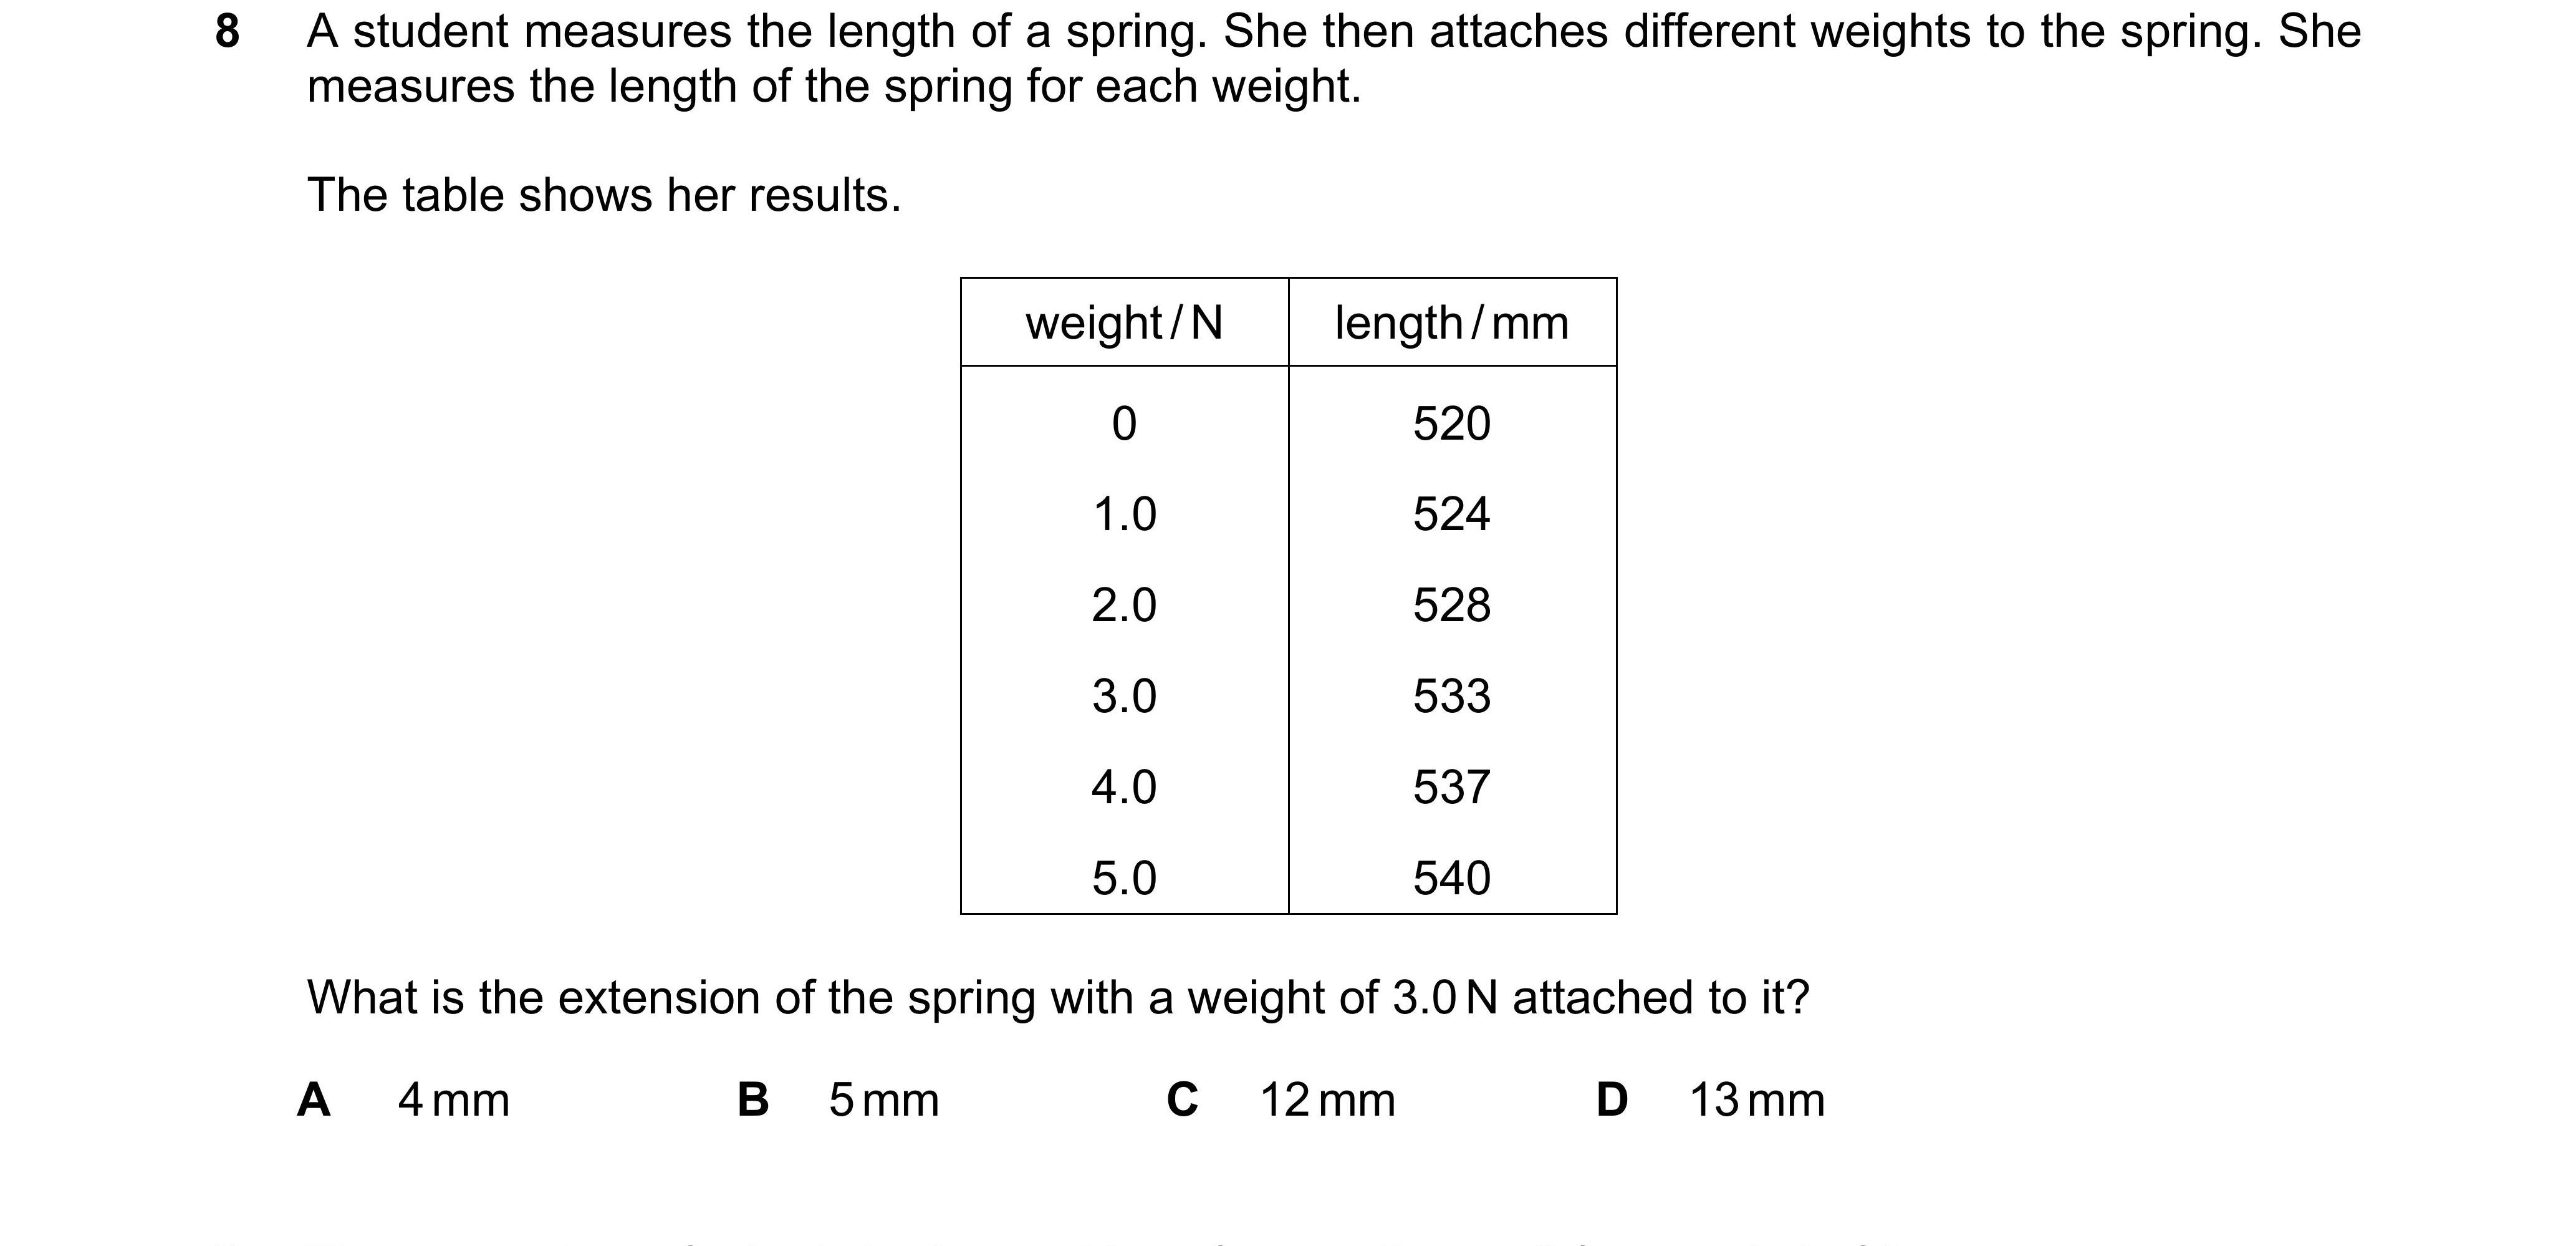 8 A student measures the length of a spring. She then attaches different weights to the spring. She
measures the length of the spring for each weight.
The table shows her results.
weight / N length / mm
0 520
1.0 524
2.0 528
3.0 533
4.0 537
5.0 540
What is the extension of the spring with a weight of 3.0 N attached to it?
A 4 mm B 5 mm C 12 mm D 13 mm